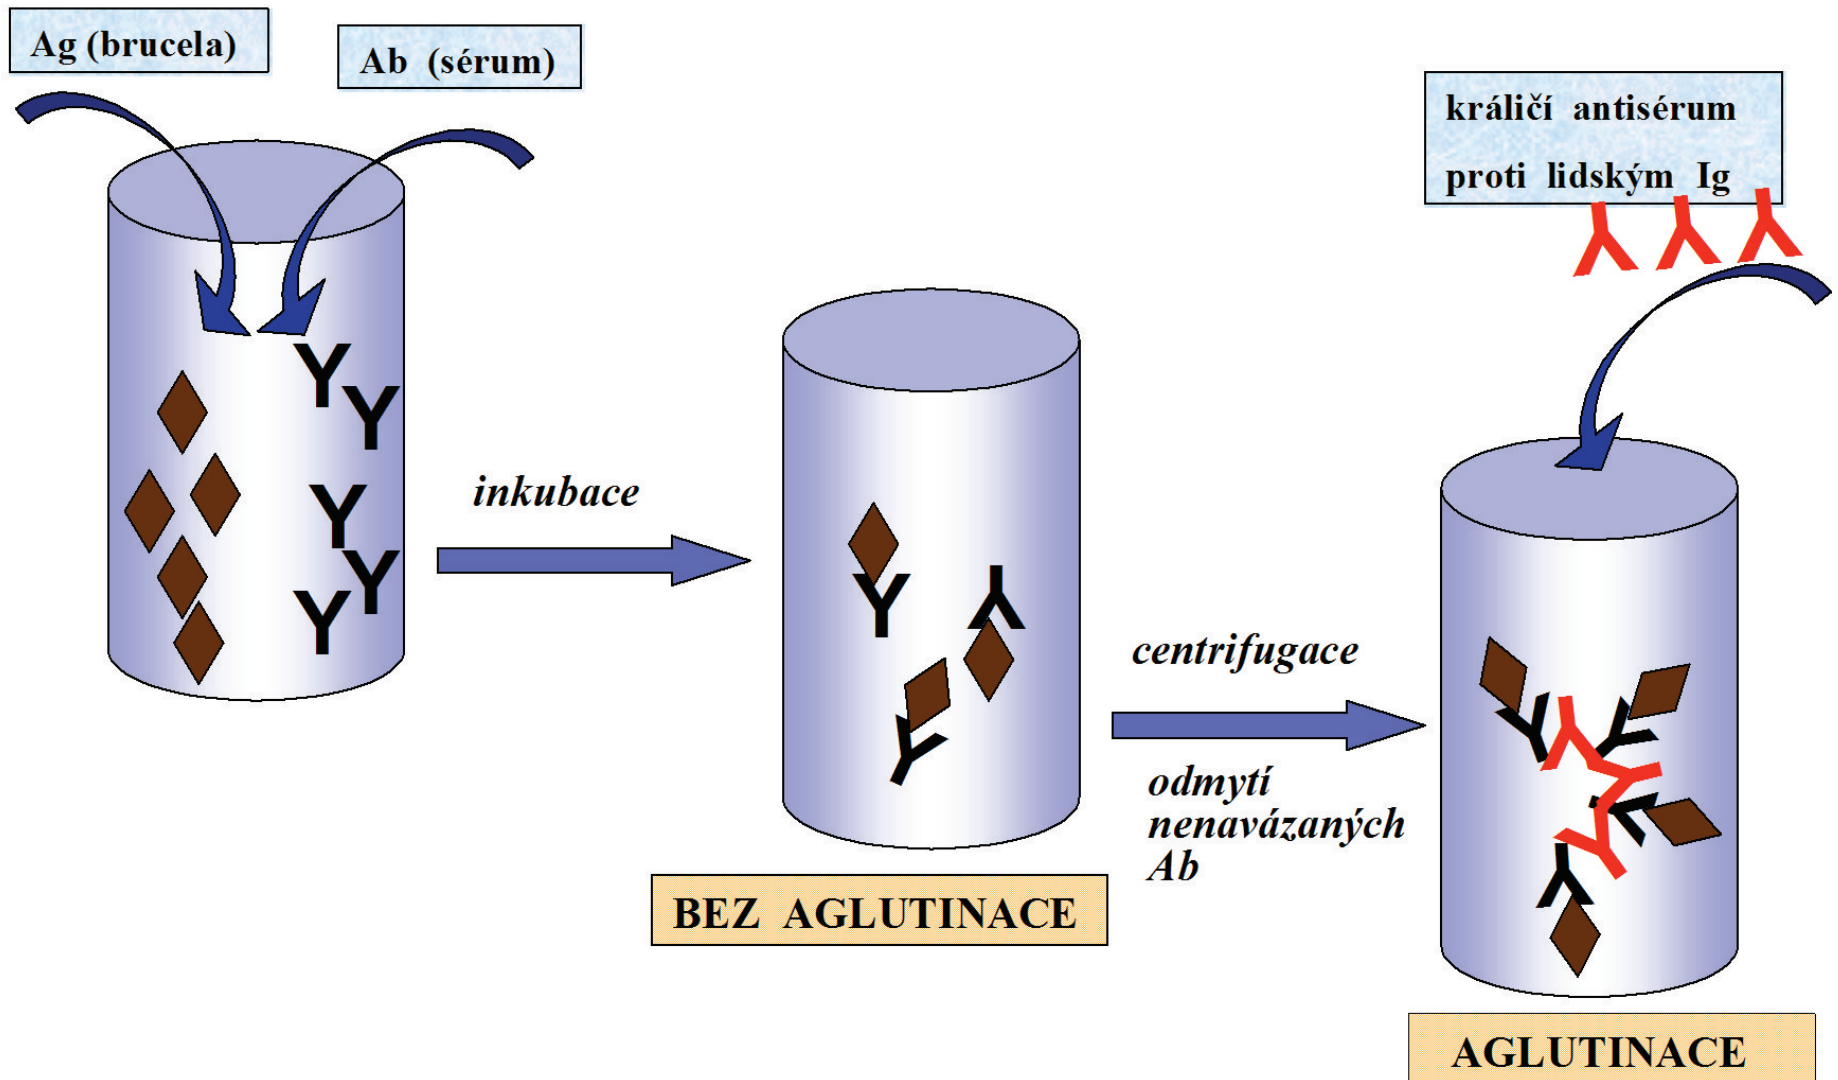 Ag (brucela)
Ab (sérum)
králičí antisérum
proti lidským Ig
inkubace
centrifugace
odmytí
nenavázaných
Ab
BEZ AGLUTINACE
AGLUTINACE